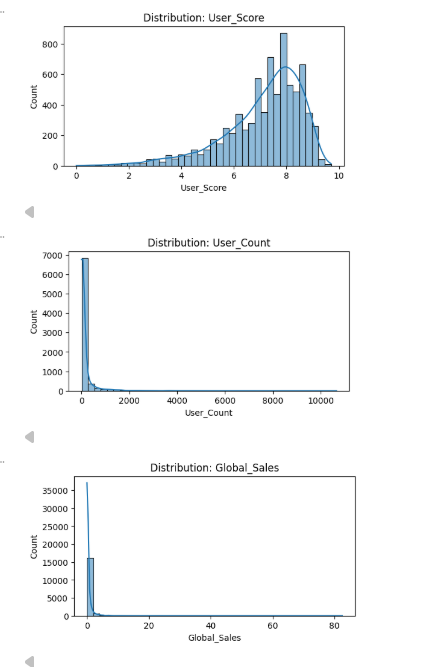 Distribution: User_Score
800
600
400
200
0
Count
0 2 4 6 8 10
User_Score
Distribution: User_Count
7000
6000
5000
4000
3000
2000
1000
0
Count
0 2000 4000 6000 8000 10000
User_Count
Distribution: Global_Sales
35000
30000
25000
20000
15000
10000
5000
0
Count
0 20 40 60 80
Global_Sales